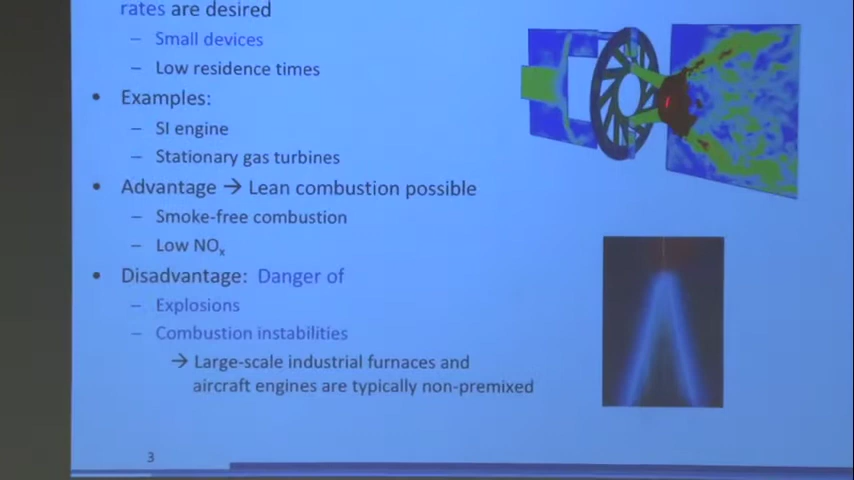 rates are desired
– Small devices
– Low residence times
• Examples:
– SI engine
– Stationary gas turbines
• Advantage → Lean combustion possible
– Smoke-free combustion
– Low NOx
• Disadvantage: Danger of
– Explosions
– Combustion instabilities
→ Large-scale industrial furnaces and
aircraft engines are typically non-premixed
3